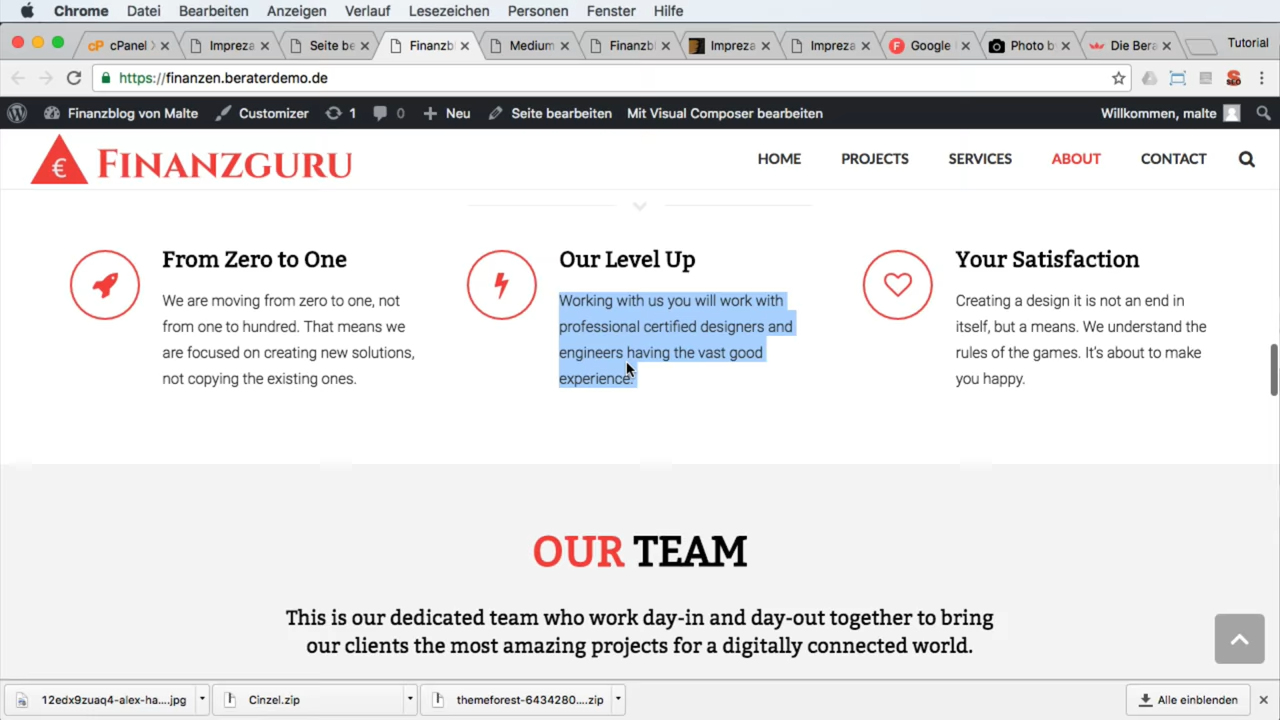 Chrome Datei Bearbeiten Anzeigen Verlauf Lesezeichen Personen Fenster Hilfe
cP cPanel Impreza Seite be Finanzbl Medium Finanzbl Impreza Impreza Google Photo b Die Bera Tutorial
https://finanzen.beraterdemo.de
Finanzblog von Malte Customizer 1 0 Neu Seite bearbeiten Mit Visual Composer bearbeiten Willkommen, malte
€ FINANZGURU HOME PROJECTS SERVICES ABOUT CONTACT
From Zero to One
We are moving from zero to one, not
from one to hundred. That means we
are focused on creating new solutions,
not copying the existing ones.
Our Level Up
Working with us you will work with
professional certified designers and
engineers having the vast good
experience.
Your Satisfaction
Creating a design it is not an end in
itself, but a means. We understand the
rules of the games. It's about to make
you happy.
OUR TEAM
This is our dedicated team who work day-in and day-out together to bring
our clients the most amazing projects for a digitally connected world.
12edx9zuaq4-alex-ha....jpg Cinzel.zip themeforest-6434280....zip Alle einblenden